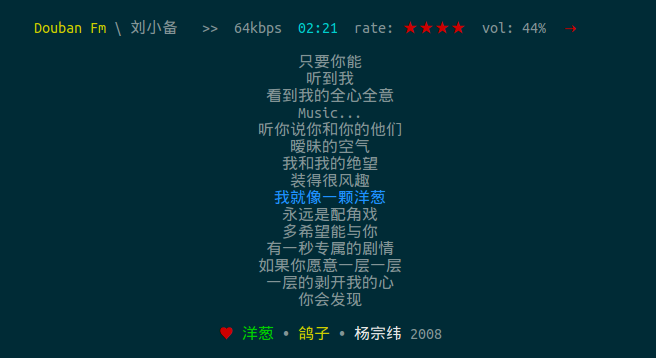 Douban Fm \ 刘小备 >> 64kbps 02:21 rate: ★★★★ vol: 44% →
只要你能
听到我
看到我的全心全意
Music...
听你说你和你的他们
暧昧的空气
我和我的绝望
装得很风趣
我就像一颗洋葱
永远是配角戏
多希望能与你
有一秒专属的剧情
如果你愿意一层一层
一层的剥开我的心
你会发现
♥ 洋葱 • 鸽子 • 杨宗纬 2008